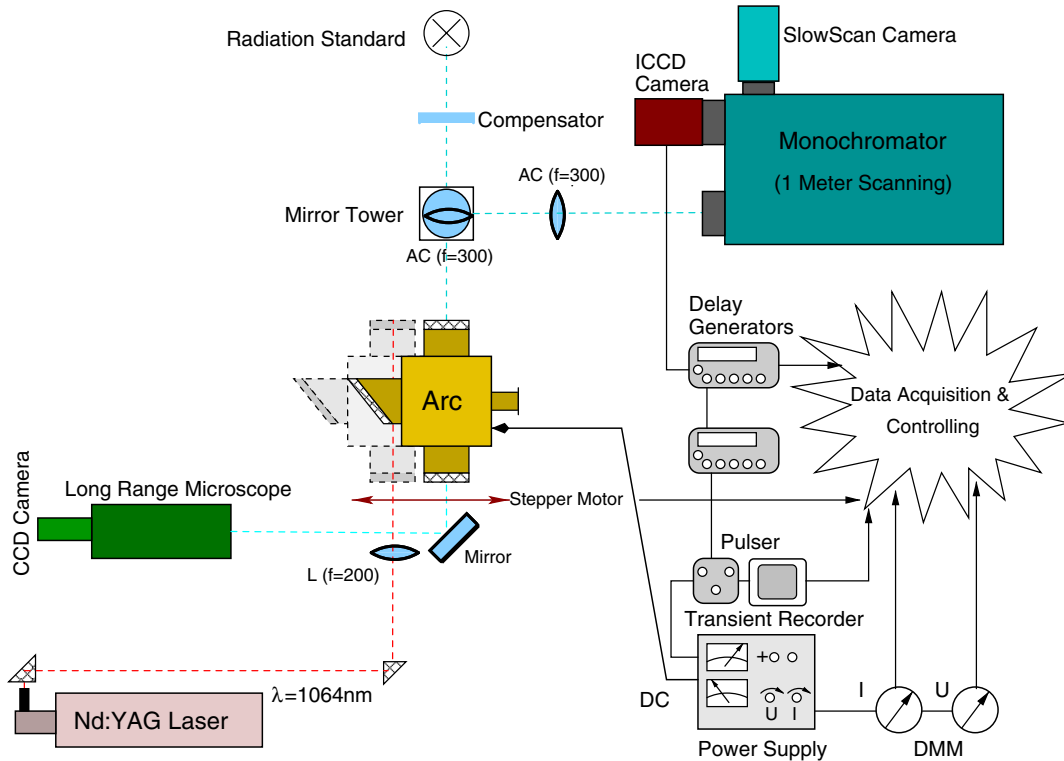 Radiation Standard
SlowScan Camera
ICCD
Camera
Compensator
Monochromator
(1 Meter Scanning)
AC (f=300)
Mirror Tower
AC (f=300)
Delay
Generators
Arc
Data Acquisition &
Controlling
Long Range Microscope
CCD Camera
Stepper Motor
Mirror
L (f=200)
Pulser
Transient Recorder
λ=1064nm
Nd:YAG Laser
DC
+
U
I
I
U
Power Supply
DMM